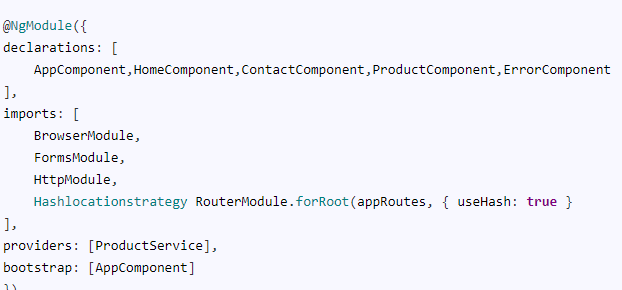 @NgModule({
declarations: [
AppComponent,HomeComponent,ContactComponent,ProductComponent,ErrorComponent
],
imports: [
BrowserModule,
FormsModule,
HttpModule,
Hashlocationstrategy RouterModule.forRoot(appRoutes, { useHash: true }
],
providers: [ProductService],
bootstrap: [AppComponent]
})